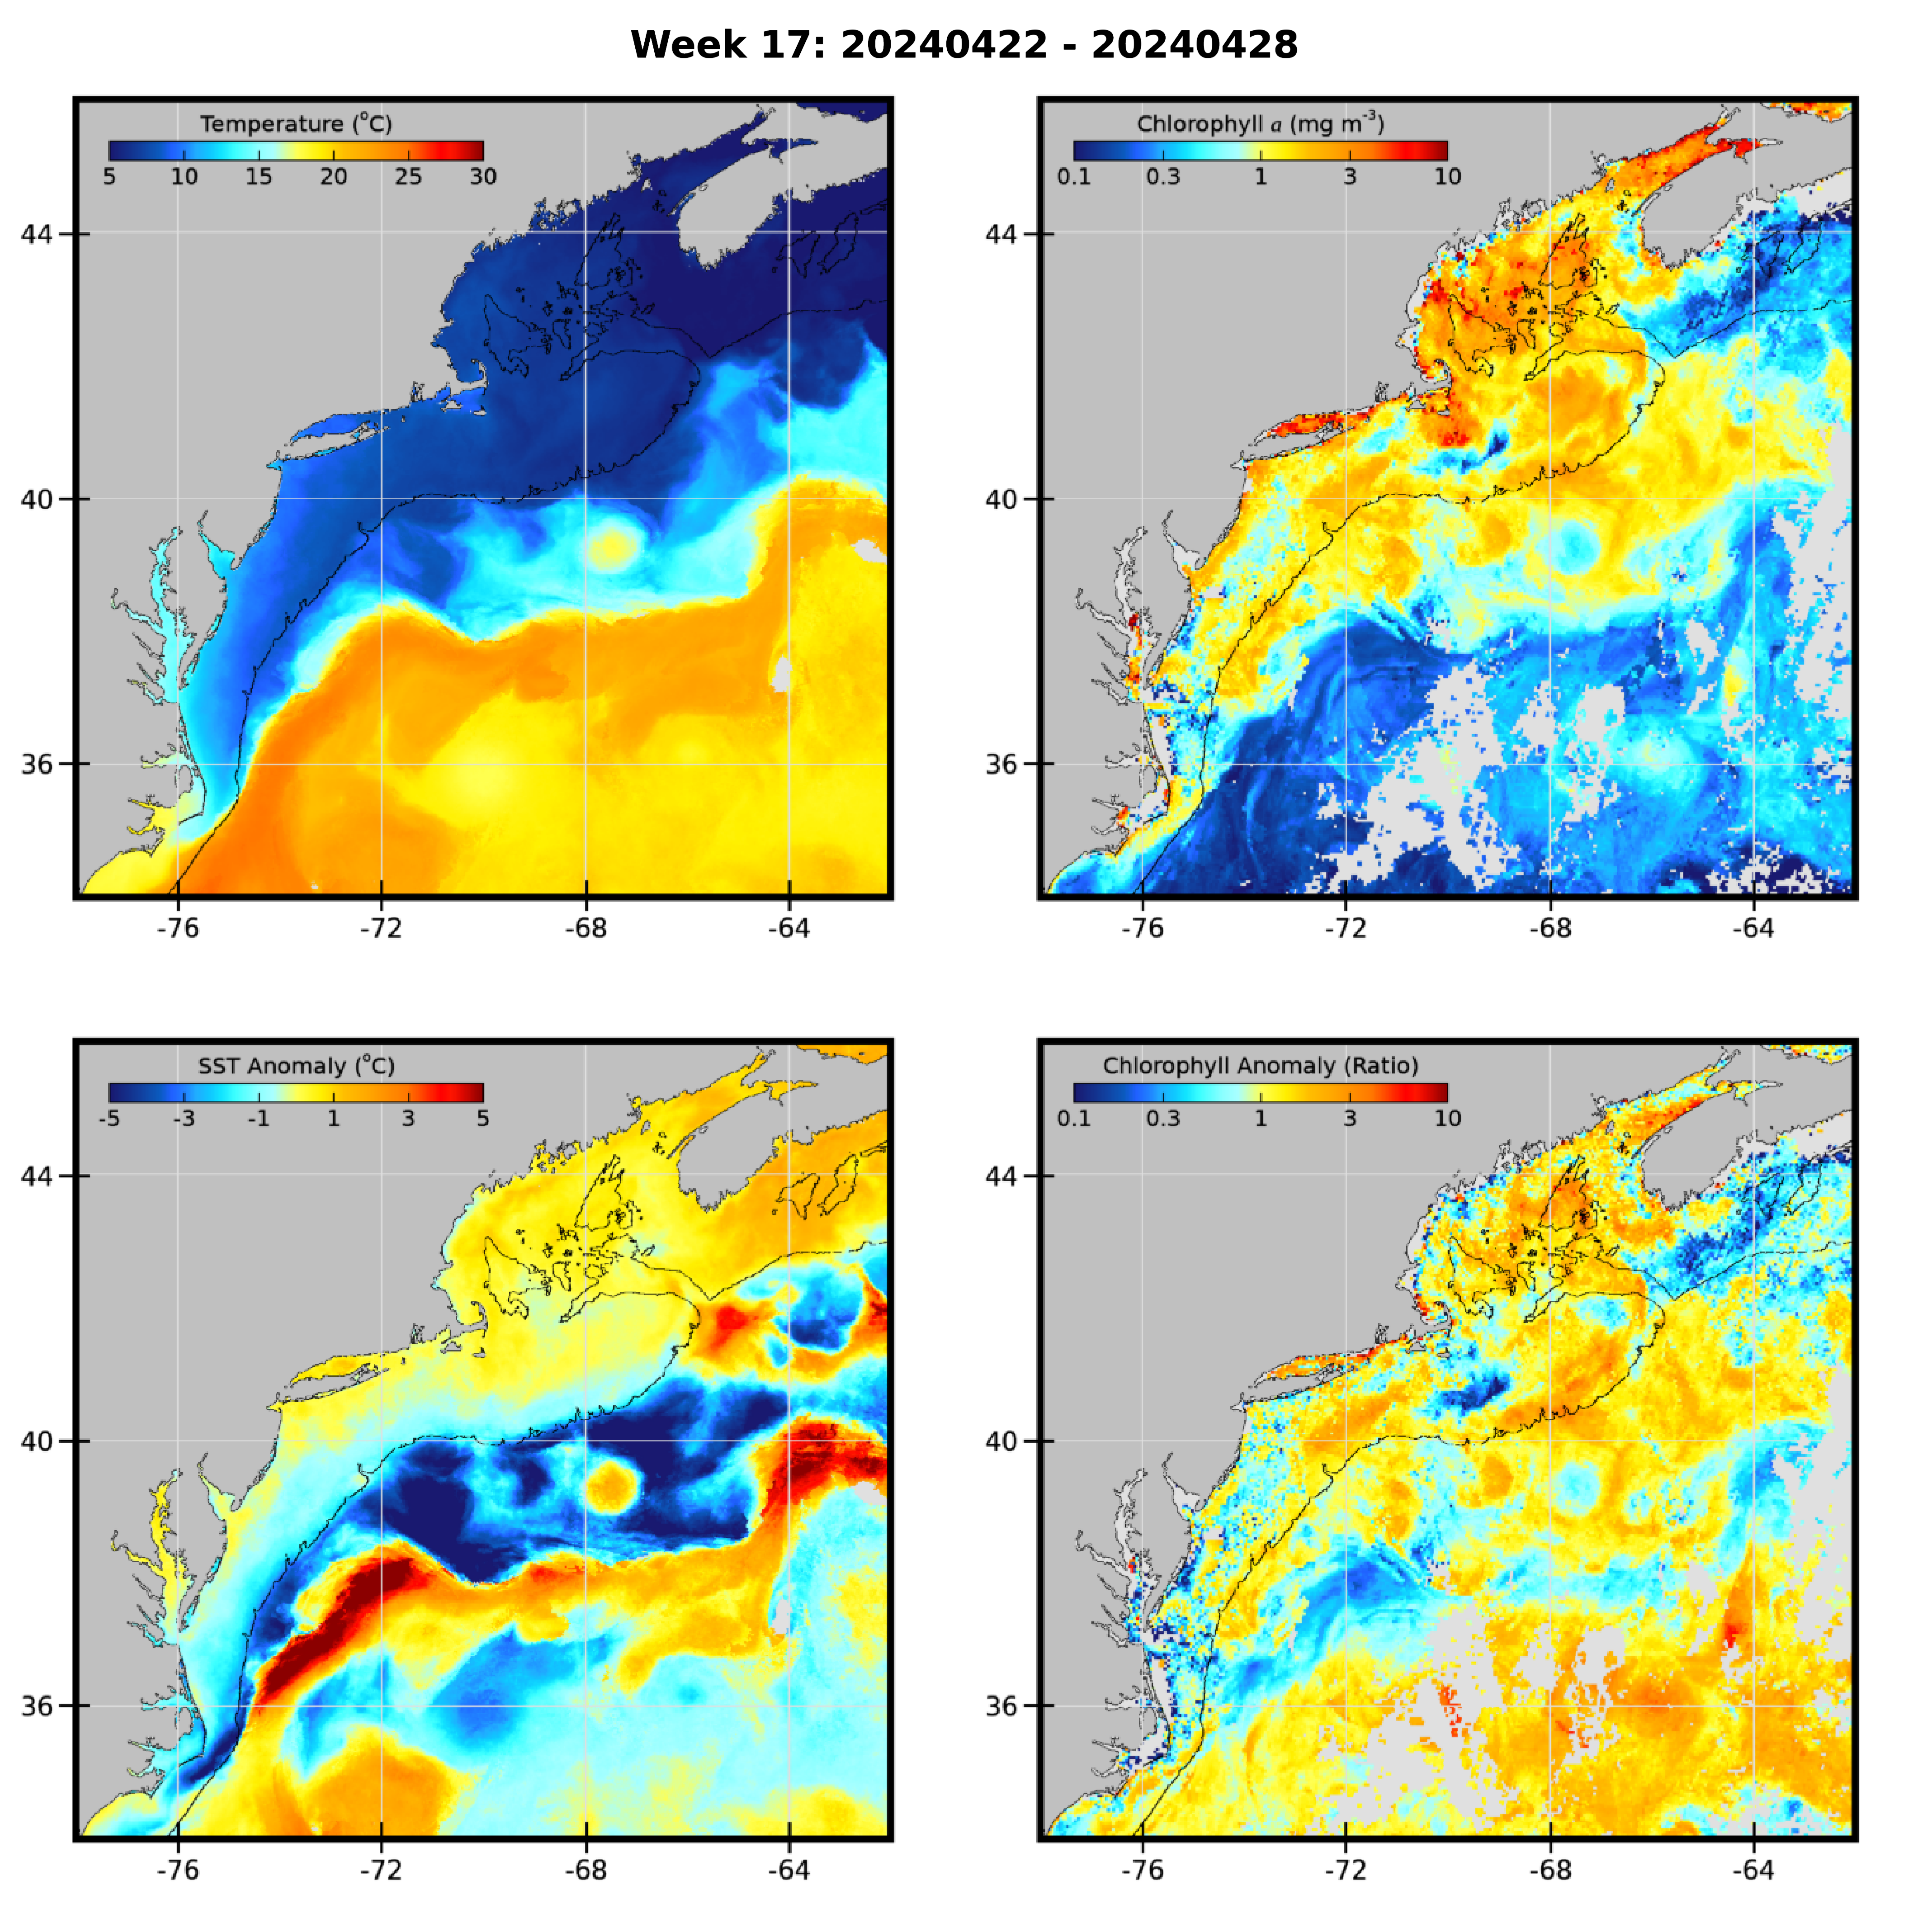 Week 17: 20240422 - 20240428
Temperature (°C)
5 10 15 20 25 30
44
40
36
-76 -72 -68 -64
Chlorophyll a (mg m⁻³)
0.1 0.3 1 3 10
44
40
36
-76 -72 -68 -64
SST Anomaly (°C)
-5 -3 -1 1 3 5
44
40
36
-76 -72 -68 -64
Chlorophyll Anomaly (Ratio)
0.1 0.3 1 3 10
44
40
36
-76 -72 -68 -64